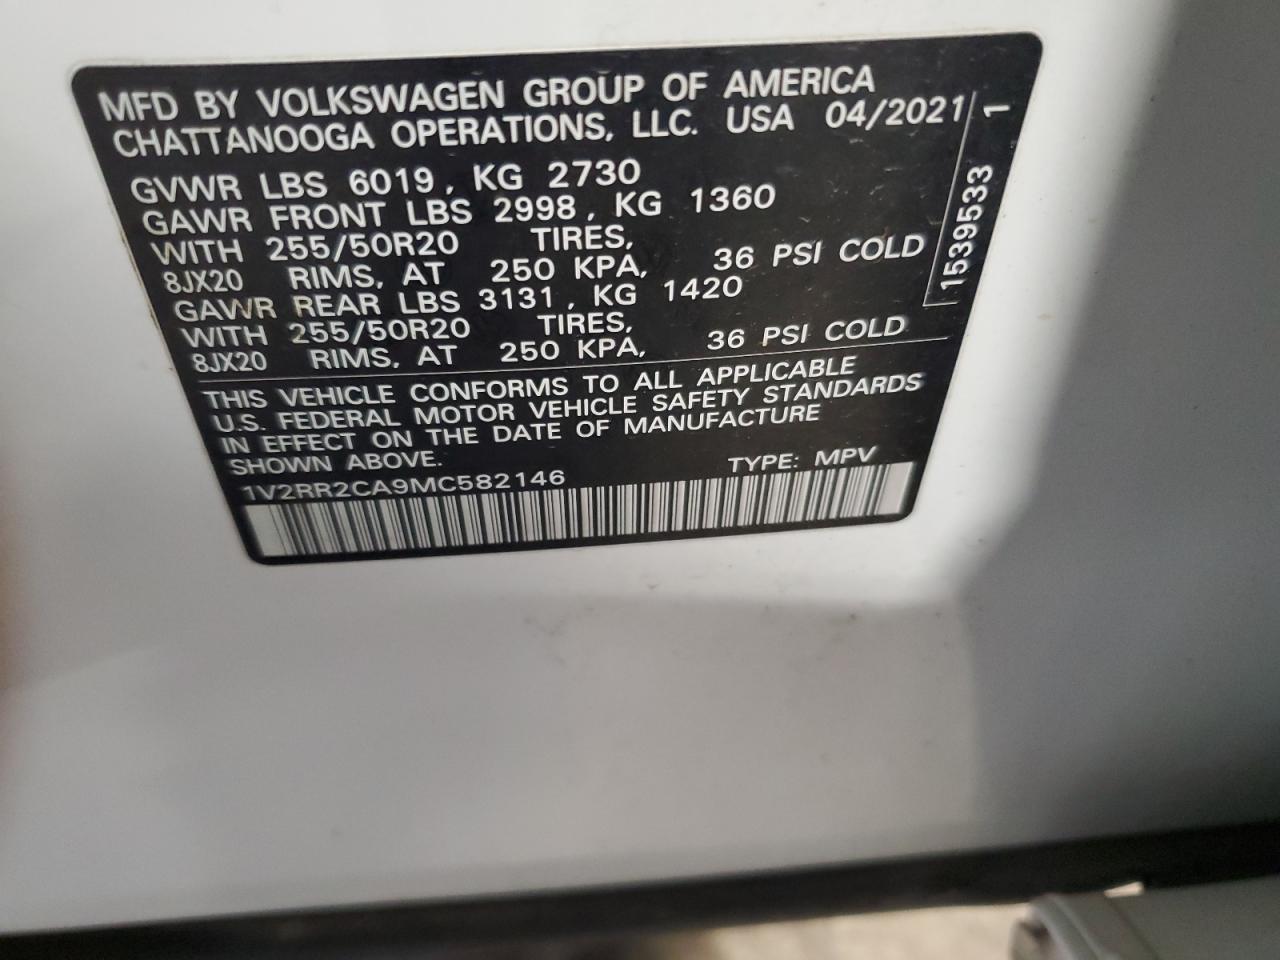 MFD BY VOLKSWAGEN GROUP OF AMERICA
CHATTANOOGA OPERATIONS, LLC. USA 04/2021
GVWR LBS 6019, KG 2730
GAWR FRONT LBS 2998, KG 1360
WITH 255/50R20 TIRES,
8JX20 RIMS, AT 250 KPA, 36 PSI COLD
GAWR REAR LBS 3131, KG 1420
WITH 255/50R20 TIRES,
8JX20 RIMS, AT 250 KPA, 36 PSI COLD
THIS VEHICLE CONFORMS TO ALL APPLICABLE
U.S. FEDERAL MOTOR VEHICLE SAFETY STANDARDS
IN EFFECT ON THE DATE OF MANUFACTURE
SHOWN ABOVE. TYPE: MPV
1V2RR2CA9MC582146
1539533 1